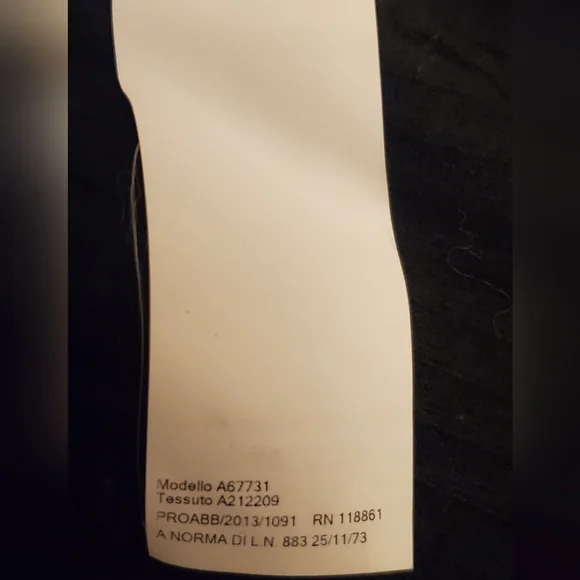 Modello A67731
Tessuto A212209
PROABB/2013/1091 RN 118861
A NORMA DI L.N. 883 25/11/73